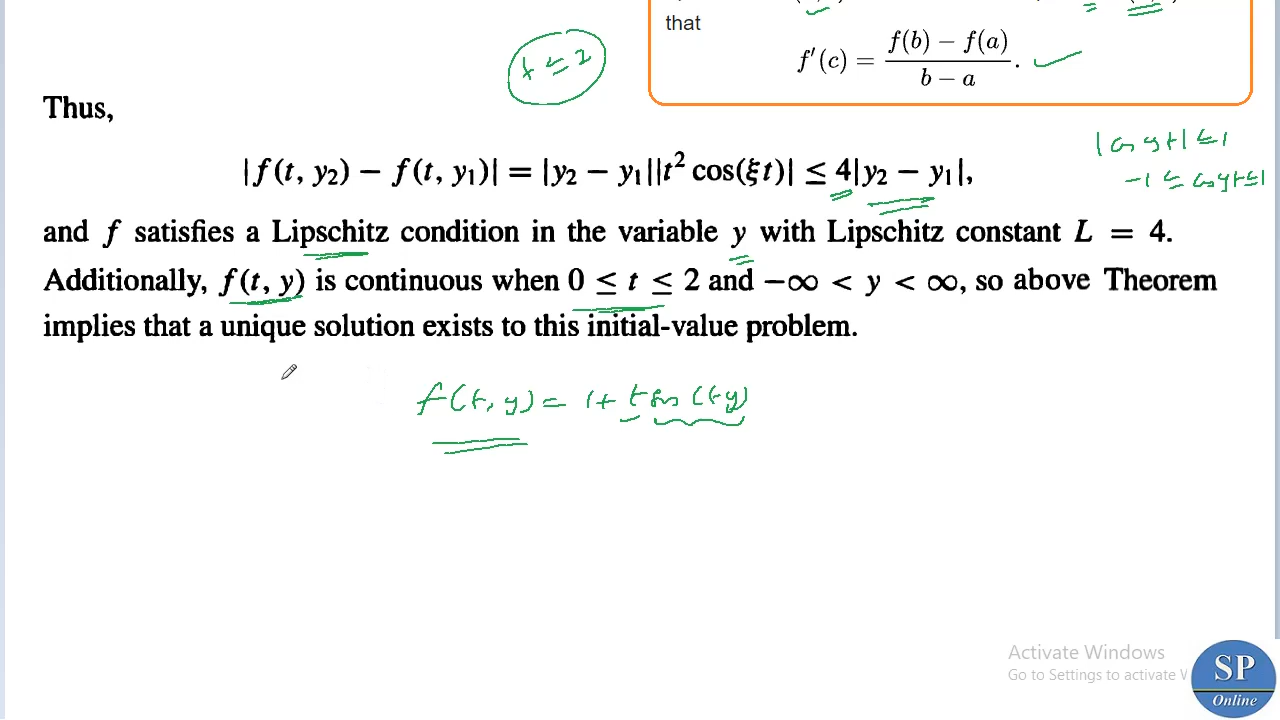 that
f′(c) = f(b) − f(a) / b − a .
t ≤ 2
Thus,
|cos yt| ≤ 1
|f(t, y₂) − f(t, y₁)| = |y₂ − y₁||t² cos(ξt)| ≤ 4|y₂ − y₁|,
−1 ≤ cos yt ≤ 1
and f satisfies a Lipschitz condition in the variable y with Lipschitz constant L = 4.
Additionally, f(t, y) is continuous when 0 ≤ t ≤ 2 and −∞ < y < ∞, so above Theorem
implies that a unique solution exists to this initial-value problem.
f(t, y) = 1 + t sin (ty)
Activate Windows
Go to Settings to activate W
SP
Online